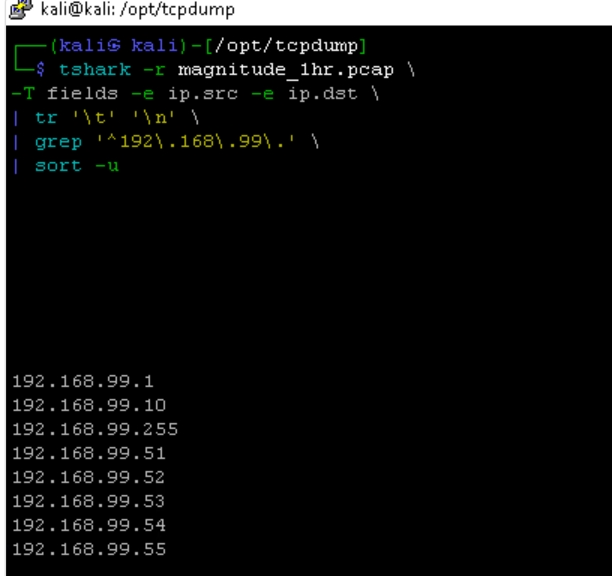 kali@kali: /opt/tcpdump
┌──(kali㉿kali)-[/opt/tcpdump]
└─$ tshark -r magnitude_1hr.pcap \
-T fields -e ip.src -e ip.dst \
| tr '\t' '\n' \
| grep '^192\.168\.99\.' \
| sort -u
192.168.99.1
192.168.99.10
192.168.99.255
192.168.99.51
192.168.99.52
192.168.99.53
192.168.99.54
192.168.99.55